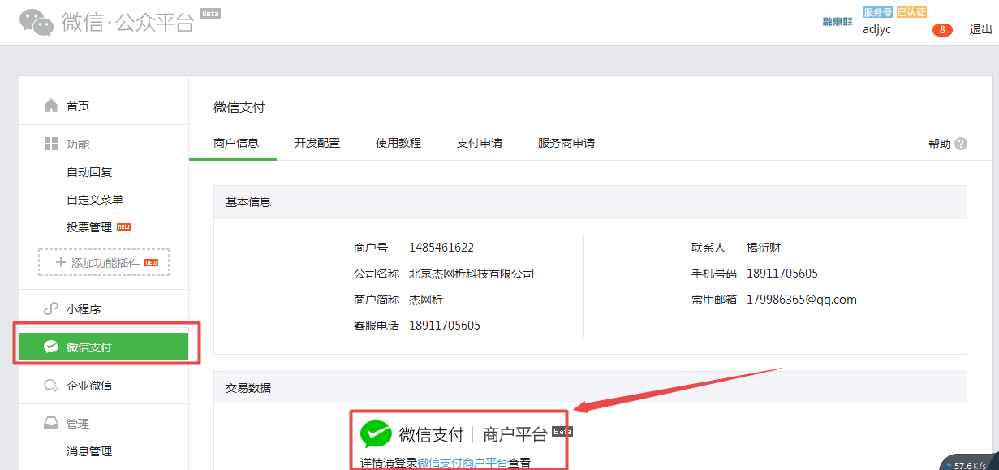 微信·公众平台 Beta
融惠联
服务号 已认证
adjyc
8
退出
首页
功能
自动回复
自定义菜单
投票管理 NEW
+ 添加功能插件 NEW
小程序
微信支付
企业微信
管理
消息管理
微信支付
商户信息 开发配置 使用教程 支付申请 服务商申请 帮助 ?
基本信息
商户号 1485461622
公司名称 北京杰网析科技有限公司
商户简称 杰网析
客服电话 18911705605
联系人 揭衍财
手机号码 18911705605
常用邮箱 179986365@qq.com
交易数据
微信支付 | 商户平台 Beta
详情请登录微信支付商户平台查看
57.6K/s